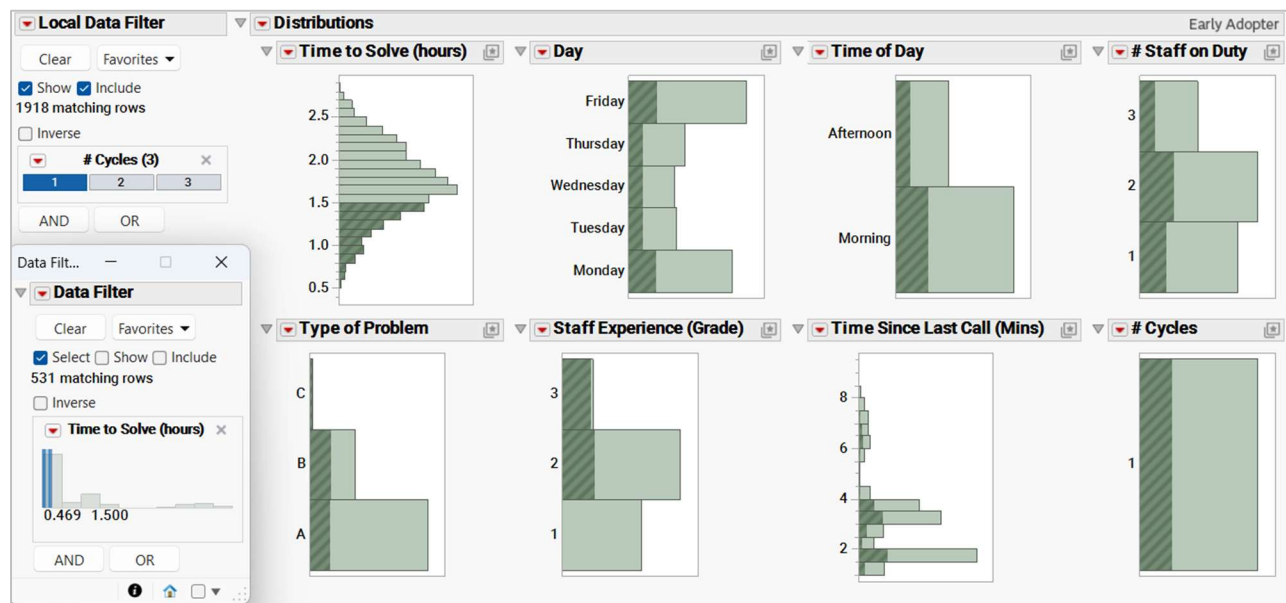 Local Data Filter
Clear Favorites
Show Include
1918 matching rows
Inverse
# Cycles (3)
1 2 3
AND OR
Data Filt...
Data Filter
Clear Favorites
Select Show Include
531 matching rows
Inverse
Time to Solve (hours)
0.469 1.500
AND OR
Distributions
Early Adopter
Time to Solve (hours)
2.5
2.0
1.5
1.0
0.5
Day
Friday
Thursday
Wednesday
Tuesday
Monday
Time of Day
Afternoon
Morning
# Staff on Duty
3
2
1
Type of Problem
C
B
A
Staff Experience (Grade)
3
2
1
Time Since Last Call (Mins)
8
6
4
2
# Cycles
1